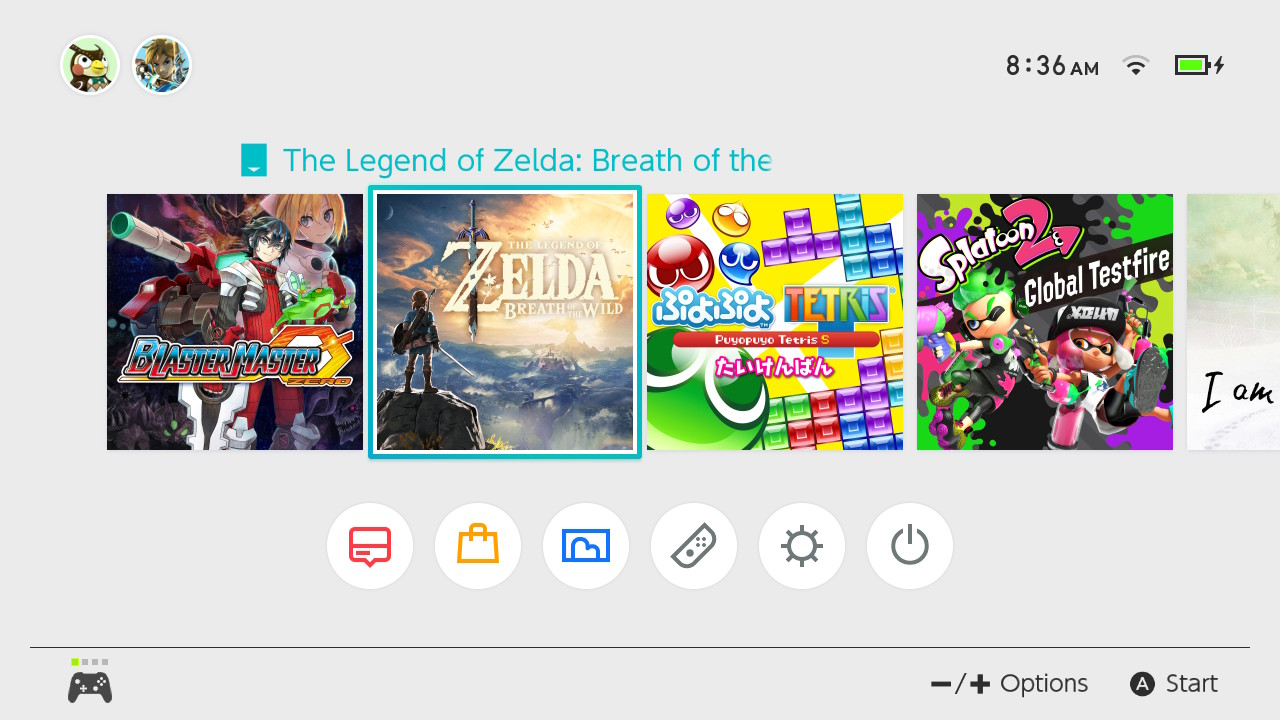 8:36 AM
The Legend of Zelda: Breath of the
BLASTER MASTER
ZERO
THE LEGEND OF
ZELDA
BREATH OF THE WILD
ぷよぷよ TETRIS
Puyopuyo Tetris S
たいけんばん
Splatoon 2
Global Testfire
I am
−/+ Options
A Start